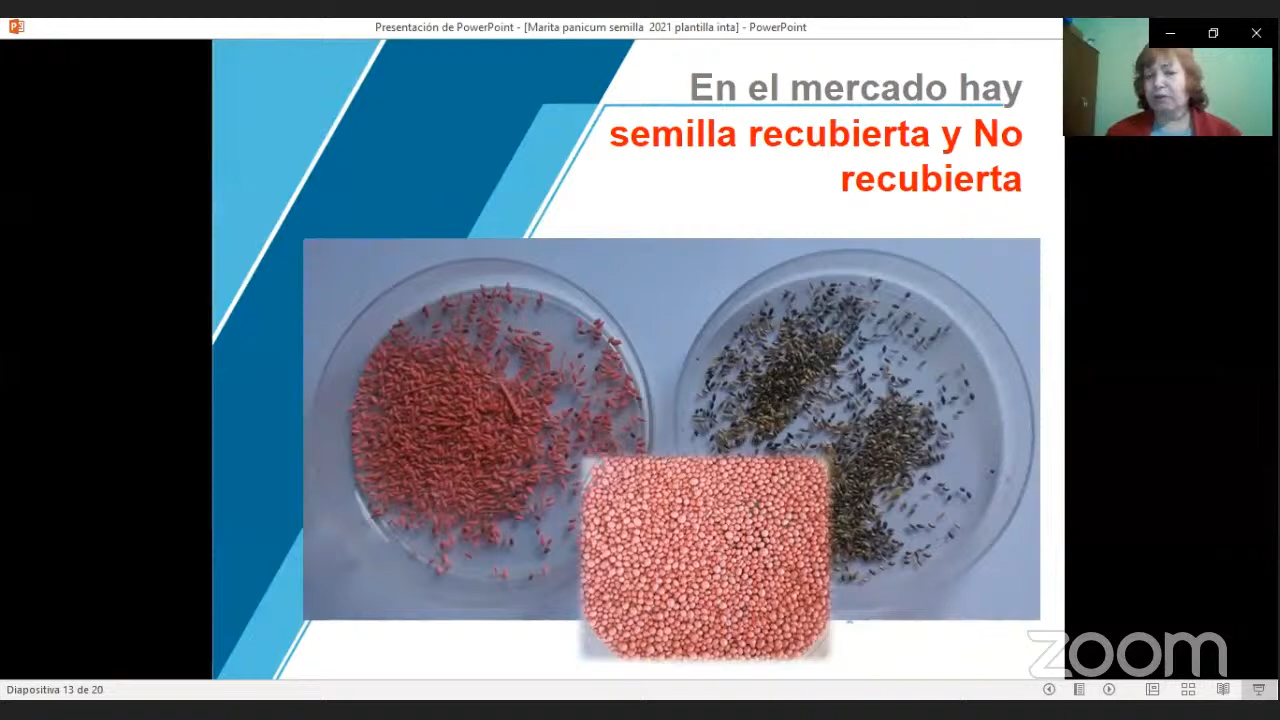 Presentación de PowerPoint - [Marita panicum semilla 2021 plantilla inta] - PowerPoint
En el mercado hay
semilla recubierta y No
recubierta
zoom
Diapositiva 13 de 20